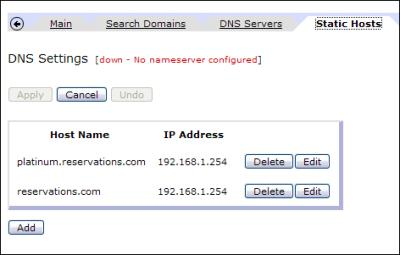 Main Search Domains DNS Servers Static Hosts
DNS Settings [down - No nameserver configured]
Apply Cancel Undo
Host Name IP Address
platinum.reservations.com 192.168.1.254 Delete Edit
reservations.com 192.168.1.254 Delete Edit
Add